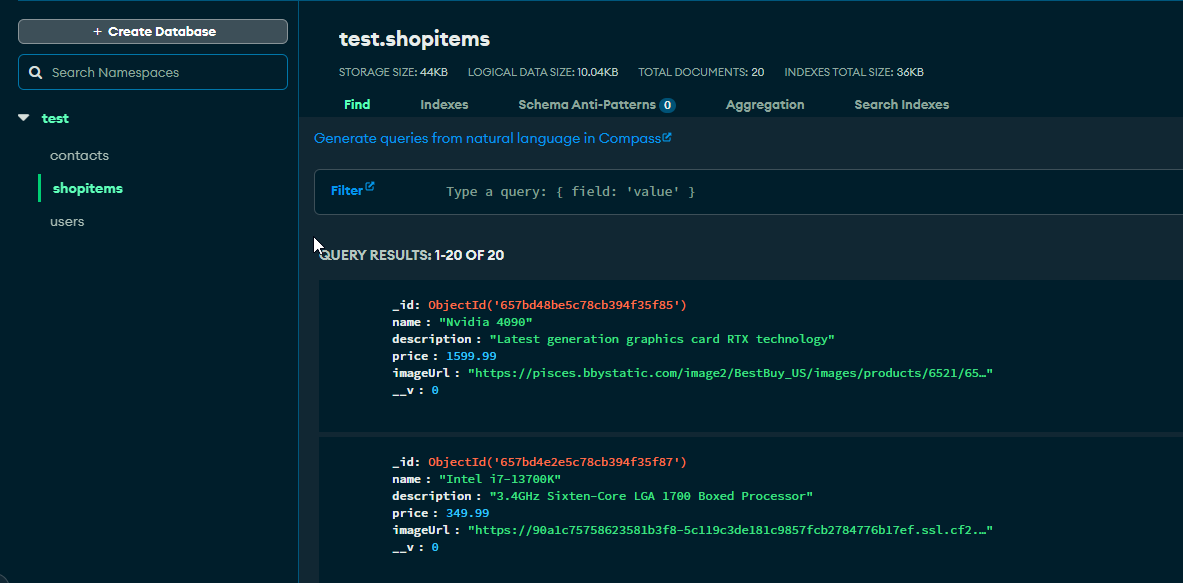 + Create Database
Search Namespaces
test
contacts
shopitems
users
test.shopitems
STORAGE SIZE: 44KB LOGICAL DATA SIZE: 10.04KB TOTAL DOCUMENTS: 20 INDEXES TOTAL SIZE: 36KB
Find Indexes Schema Anti-Patterns 0 Aggregation Search Indexes
Generate queries from natural language in Compass
Filter Type a query: { field: 'value' }
QUERY RESULTS: 1-20 OF 20
_id: ObjectId('657bd48be5c78cb394f35f85')
name : "Nvidia 4090"
description : "Latest generation graphics card RTX technology"
price : 1599.99
imageUrl : "https://pisces.bbystatic.com/image2/BestBuy_US/images/products/6521/65…"
__v : 0
_id: ObjectId('657bd4e2e5c78cb394f35f87')
name : "Intel i7-13700K"
description : "3.4GHz Sixten-Core LGA 1700 Boxed Processor"
price : 349.99
imageUrl : "https://90a1c75758623581b3f8-5c119c3de181c9857fcb2784776b17ef.ssl.cf2.…"
__v : 0